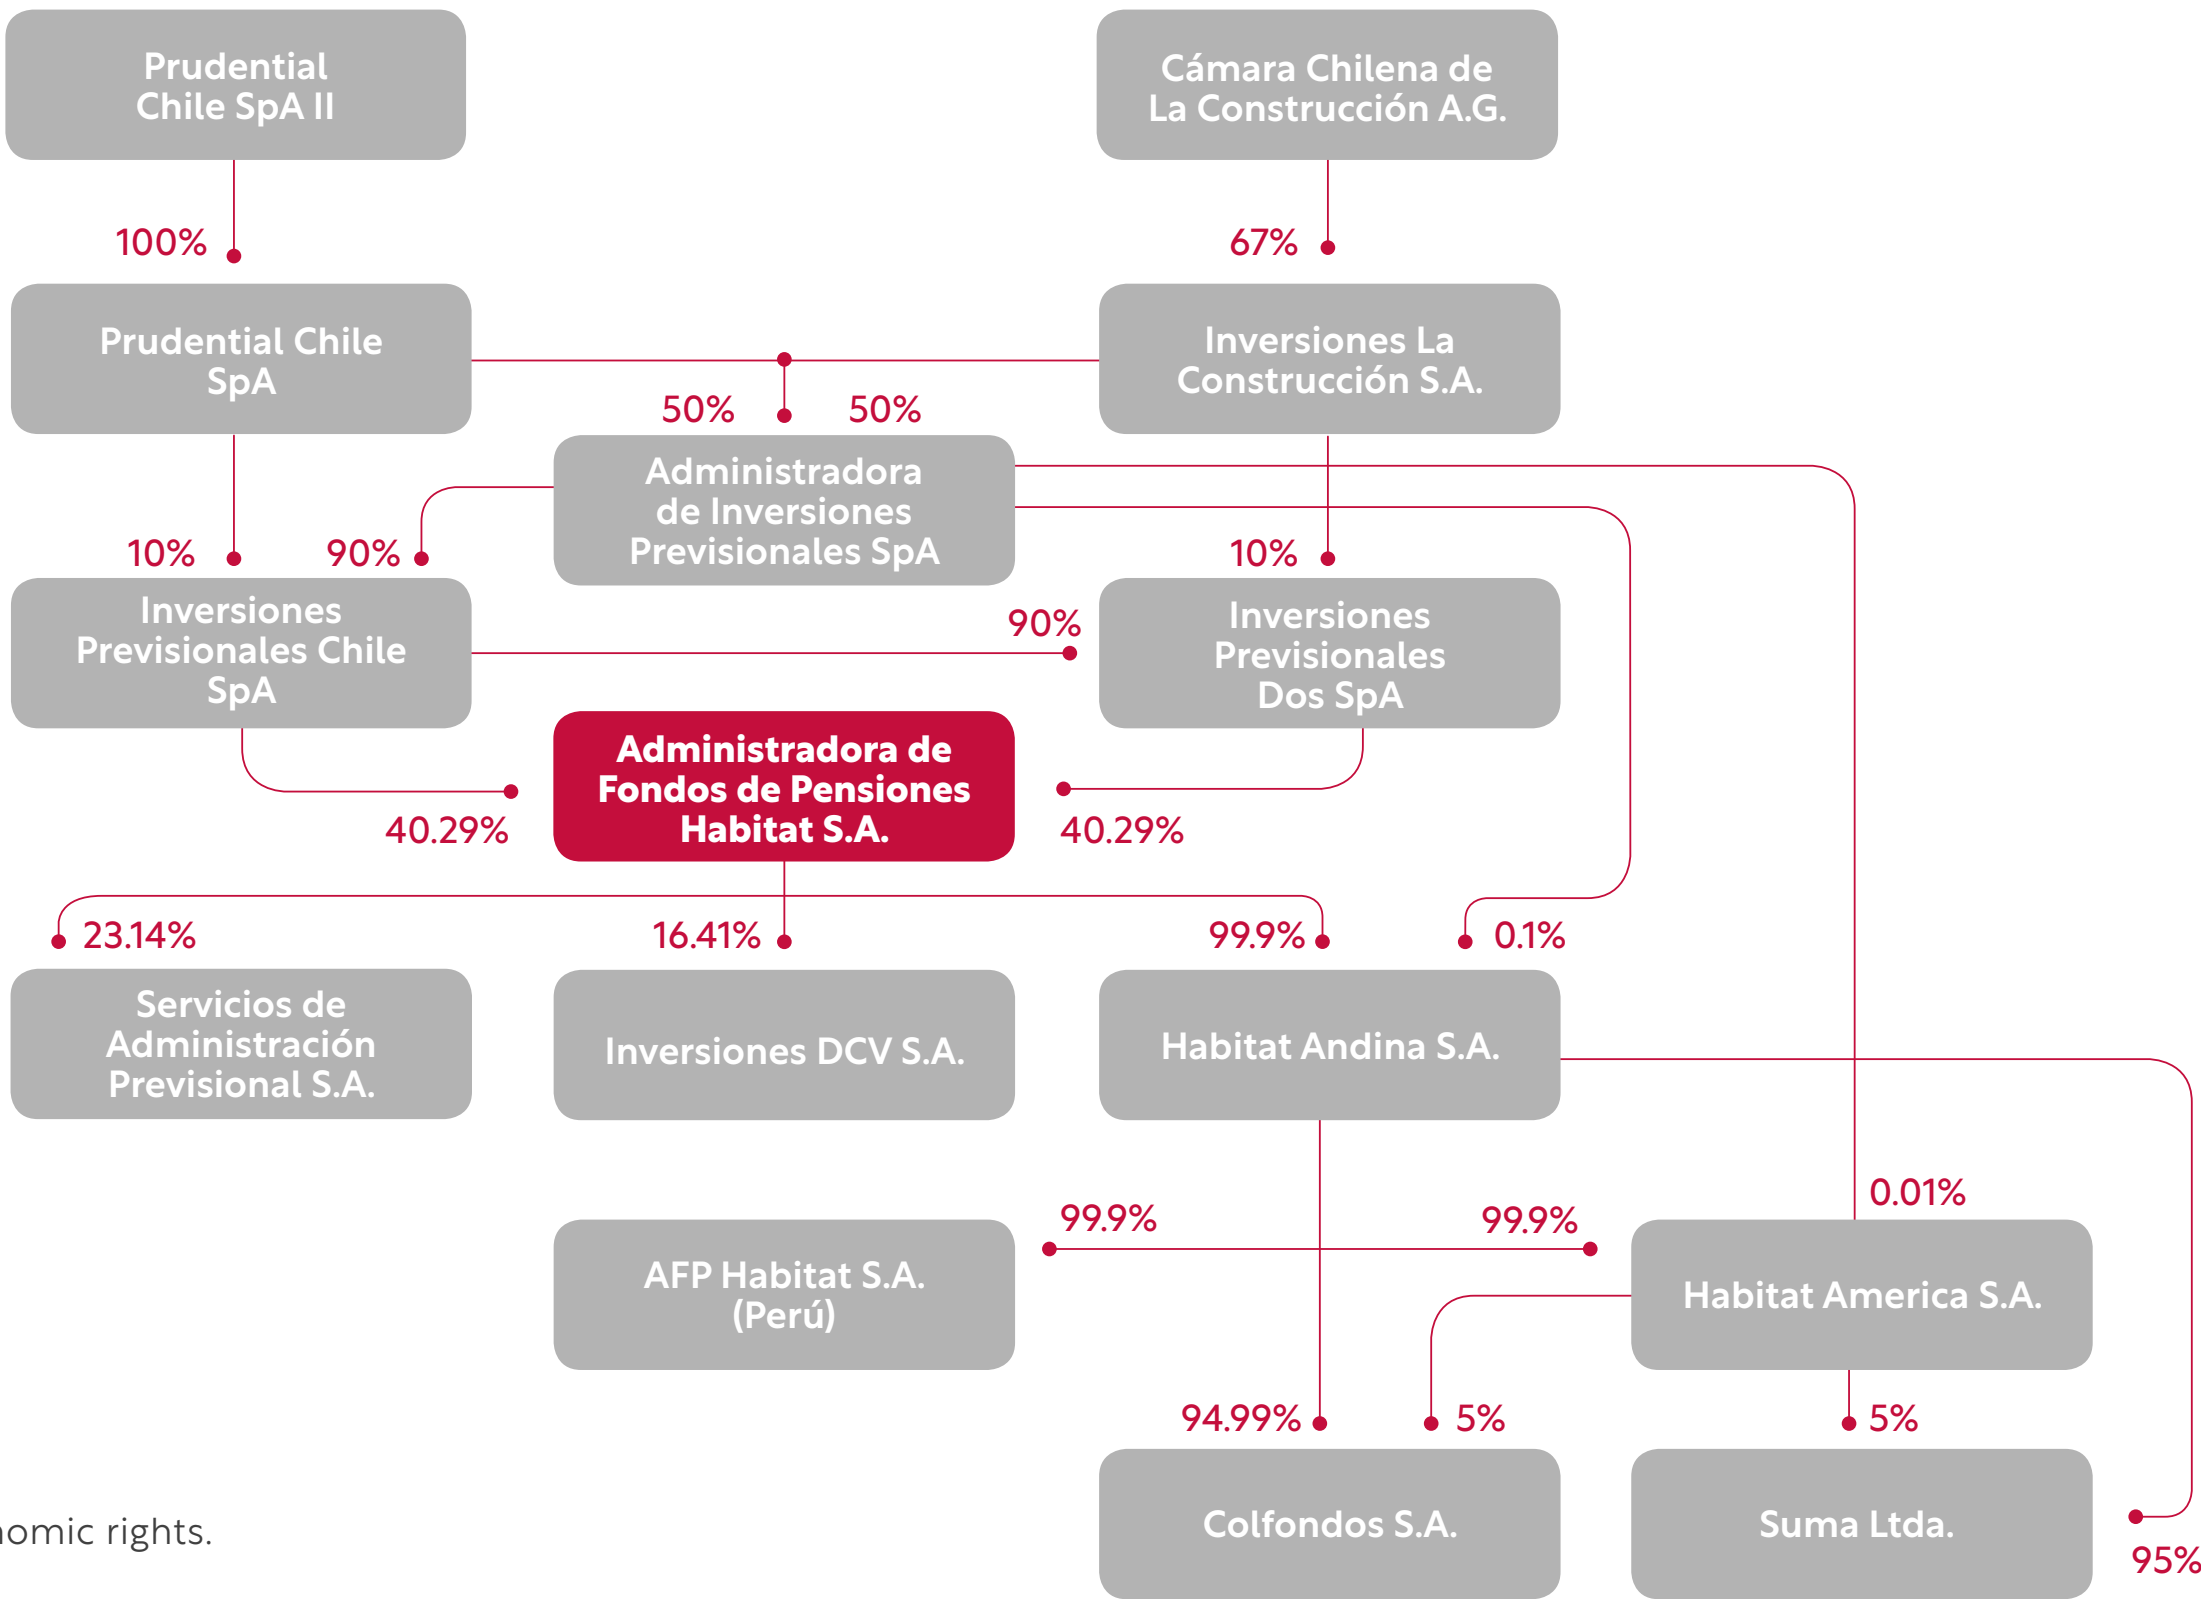 Prudential
Chile SpA II
Cámara Chilena de
La Construcción A.G.
100%
67%
Prudential Chile
SpA
Inversiones La
Construcción S.A.
50%
50%
Administradora
de Inversiones
Previsionales SpA
10%
90%
10%
Inversiones
Previsionales Chile
SpA
90%
Inversiones
Previsionales
Dos SpA
Administradora de
Fondos de Pensiones
Habitat S.A.
40.29%
40.29%
23.14%
16.41%
99.9%
0.1%
Servicios de
Administración
Previsional S.A.
Inversiones DCV S.A.
Habitat Andina S.A.
0.01%
99.9%
99.9%
AFP Habitat S.A.
(Perú)
Habitat America S.A.
94.99%
5%
5%
Colfondos S.A.
Suma Ltda.
95%
rights.